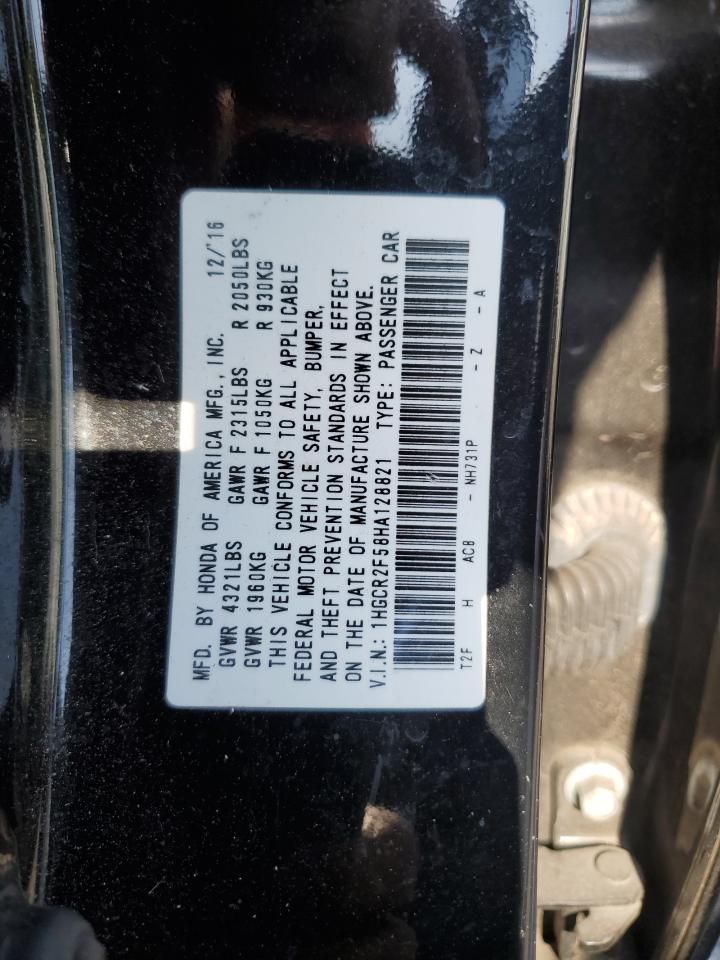 MFD. BY HONDA OF AMERICA MFG., INC. 12/'16
GVWR 4321LBS GAWR F 2315LBS R 2050LBS
GVWR 1960KG GAWR F 1050KG R 930KG
THIS VEHICLE CONFORMS TO ALL APPLICABLE
FEDERAL MOTOR VEHICLE SAFETY, BUMPER,
AND THEFT PREVENTION STANDARDS IN EFFECT
ON THE DATE OF MANUFACTURE SHOWN ABOVE.
V.I.N.: 1HGCR2F58HA128821 TYPE: PASSENGER CAR
T2F H AC8 - NH731P - Z - A